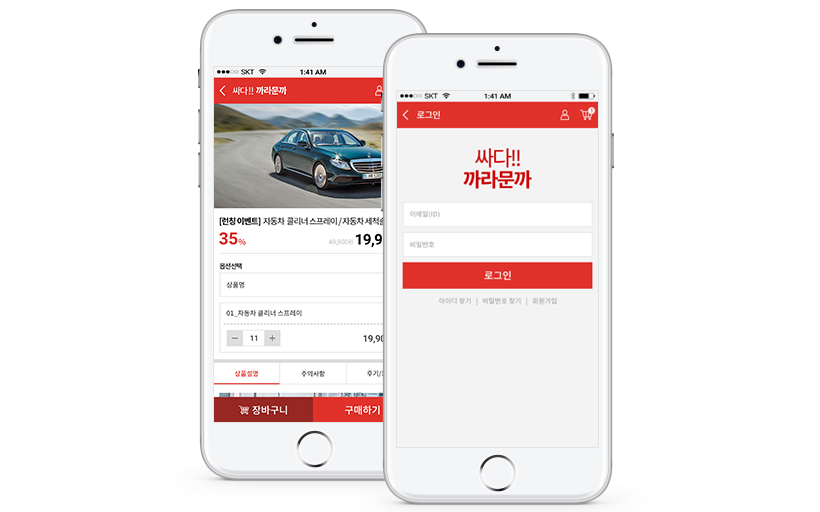 SKT
1:41 AM
싸다!! 까라문까
[런칭 이벤트] 자동차 클리너 스프레이 / 자동차 세척솔
35%
49,900원
19,9
옵션선택
상품명
01_자동차 클리너 스프레이
− 11 +
19,90
상품설명
주의사항
후기/
장바구니
구매하기
SKT
1:41 AM
로그인
1
싸다!!
까라문까
이메일(ID)
비밀번호
로그인
아이디 찾기 | 비밀번호 찾기 | 회원가입